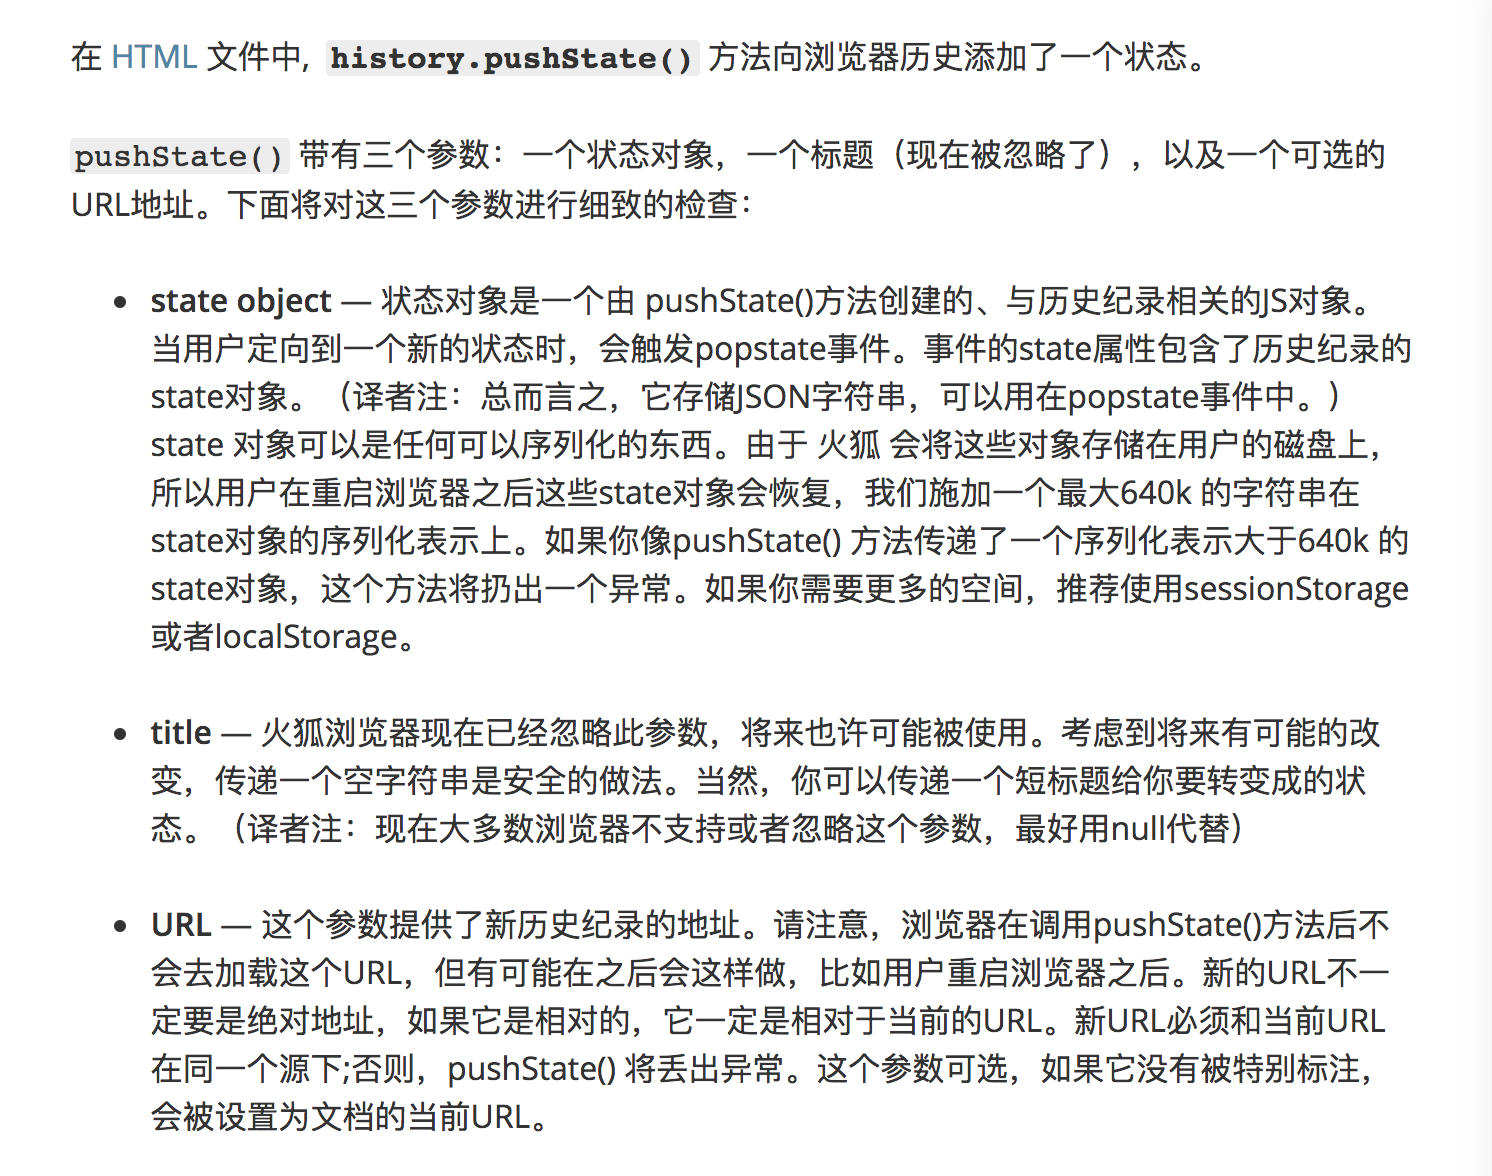 在 HTML 文件中, history.pushState() 方法向浏览器历史添加了一个状态。
pushState() 带有三个参数：一个状态对象，一个标题（现在被忽略了），以及一个可选的
URL地址。下面将对这三个参数进行细致的检查：
• state object — 状态对象是一个由 pushState()方法创建的、与历史纪录相关的JS对象。
当用户定向到一个新的状态时，会触发popstate事件。事件的state属性包含了历史纪录的
state对象。（译者注：总而言之，它存储JSON字符串，可以用在popstate事件中。）
state 对象可以是任何可以序列化的东西。由于 火狐 会将这些对象存储在用户的磁盘上，
所以用户在重启浏览器之后这些state对象会恢复，我们施加一个最大640k 的字符串在
state对象的序列化表示上。如果你像pushState() 方法传递了一个序列化表示大于640k 的
state对象，这个方法将扔出一个异常。如果你需要更多的空间，推荐使用sessionStorage
或者localStorage。
• title — 火狐浏览器现在已经忽略此参数，将来也许可能被使用。考虑到将来有可能的改
变，传递一个空字符串是安全的做法。当然，你可以传递一个短标题给你要转变成的状
态。（译者注：现在大多数浏览器不支持或者忽略这个参数，最好用null代替）
• URL — 这个参数提供了新历史纪录的地址。请注意，浏览器在调用pushState()方法后不
会去加载这个URL，但有可能在之后会这样做，比如用户重启浏览器之后。新的URL不一
定要是绝对地址，如果它是相对的，它一定是相对于当前的URL。新URL必须和当前URL
在同一个源下;否则，pushState() 将丢出异常。这个参数可选，如果它没有被特别标注，
会被设置为文档的当前URL。